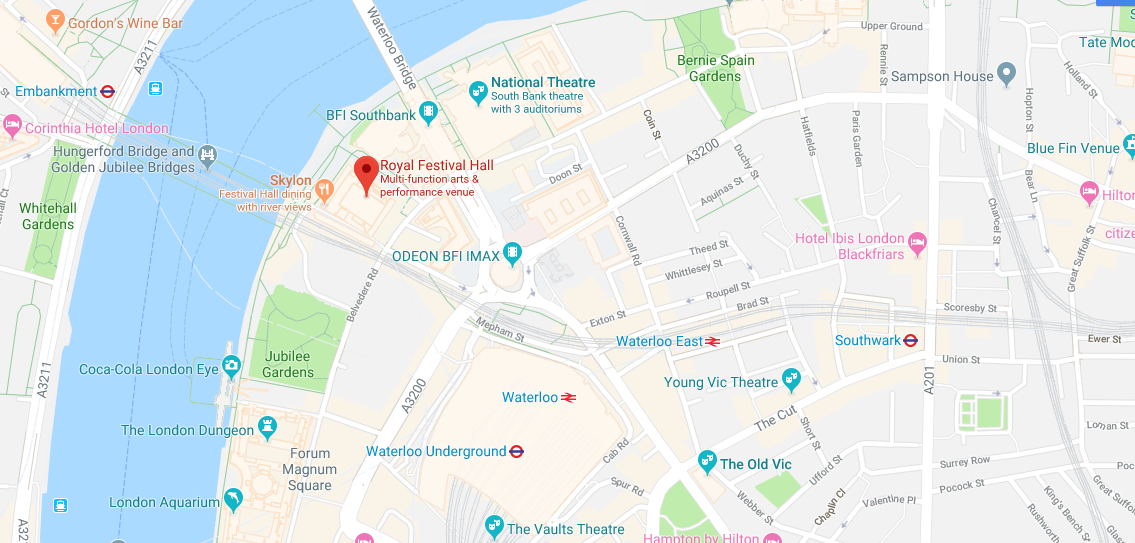 Gordon's Wine Bar
A3211
Waterloo Bridge
Upper Ground
Tate Mod
Bernie Spain
Gardens
Rennie St
Sampson House
Holland St
National Theatre
South Bank theatre
with 3 auditoriums
Embankment
BFI Southbank
Hopton St
Corinthia Hotel London
Coin St
Hatfields
Paris Garden
Hungerford Bridge and
Golden Jubilee Bridges
A3200
Duchy St
Blue Fin Venue
Royal Festival Hall
Multi-function arts &
performance venue
Skylon
Festival Hall dining
with river views
Doon St
Aquinas St
Bear Ln
Hilton
Whitehall
Gardens
Cornwall Rd
Chancel St
Great Suffolk St
citize
Hotel Ibis London
Blackfriars
ODEON BFI IMAX
Theed St
Whittlesey St
Belvedere Rd
Roupell St
Brad St
Scoresby St
Exton St
Mepham St
Waterloo East
Southwark
Ewer St
Jubilee
Gardens
Union St
Coca-Cola London Eye
A3211
A3200
Young Vic Theatre
A201
Waterloo
The Cut
The London Dungeon
Short St
Loman St
Forum
Magnum
Square
Waterloo Underground
Cab Rd
The Old Vic
Ufford St
Surrey Row
Pocock St
Spur Rd
Great Suff
London Aquarium
Webber St
Chaplin Cl
Valentine Pl
King's Bench S
Rushwor
The Vaults Theatre
Hampton by Hilton
A32